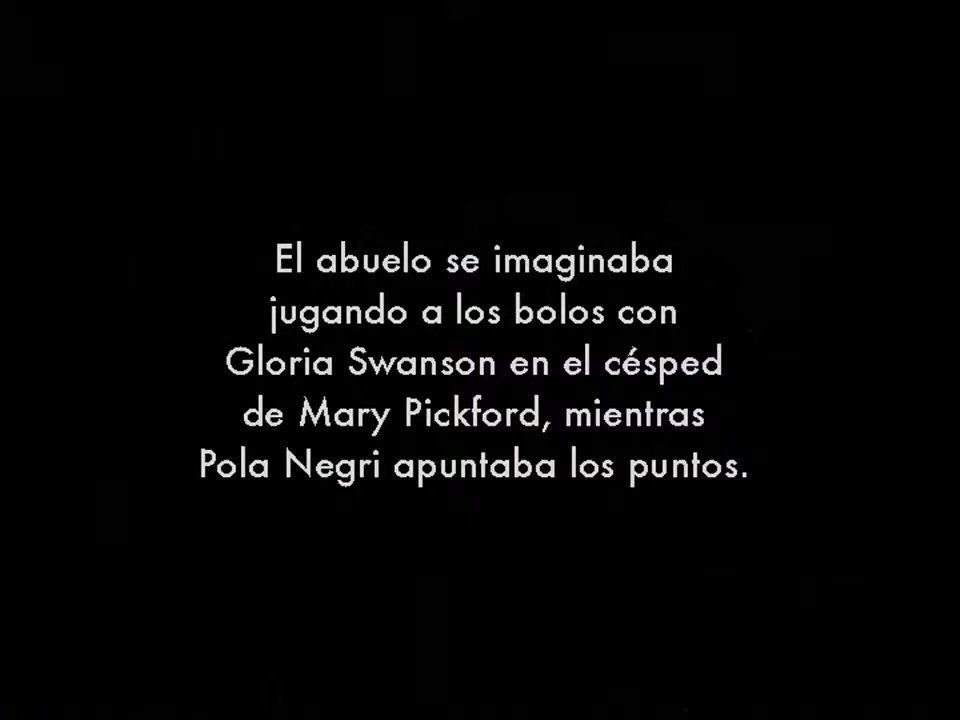 El abuelo se imaginaba
jugando a los bolos con
Gloria Swanson en el césped
de Mary Pickford, mientras
Pola Negri apuntaba los puntos.